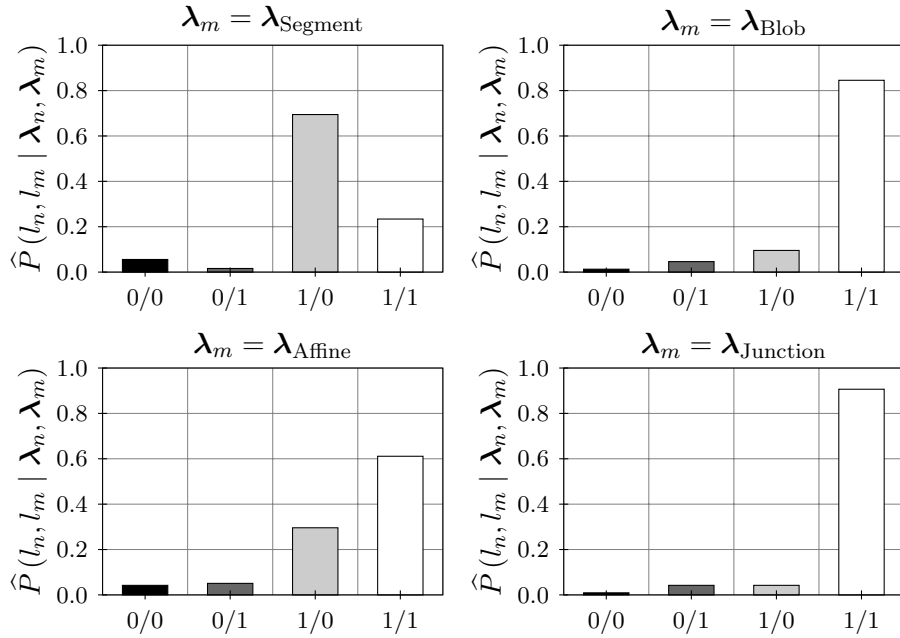 λₘ = λ_Segment
P̂ (lₙ, lₘ | λₙ, λₘ)
1.0
0.8
0.6
0.4
0.2
0.0
0/0 0/1 1/0 1/1
λₘ = λ_Blob
P̂ (lₙ, lₘ | λₙ, λₘ)
1.0
0.8
0.6
0.4
0.2
0.0
0/0 0/1 1/0 1/1
λₘ = λ_Affine
P̂ (lₙ, lₘ | λₙ, λₘ)
1.0
0.8
0.6
0.4
0.2
0.0
0/0 0/1 1/0 1/1
λₘ = λ_Junction
P̂ (lₙ, lₘ | λₙ, λₘ)
1.0
0.8
0.6
0.4
0.2
0.0
0/0 0/1 1/0 1/1